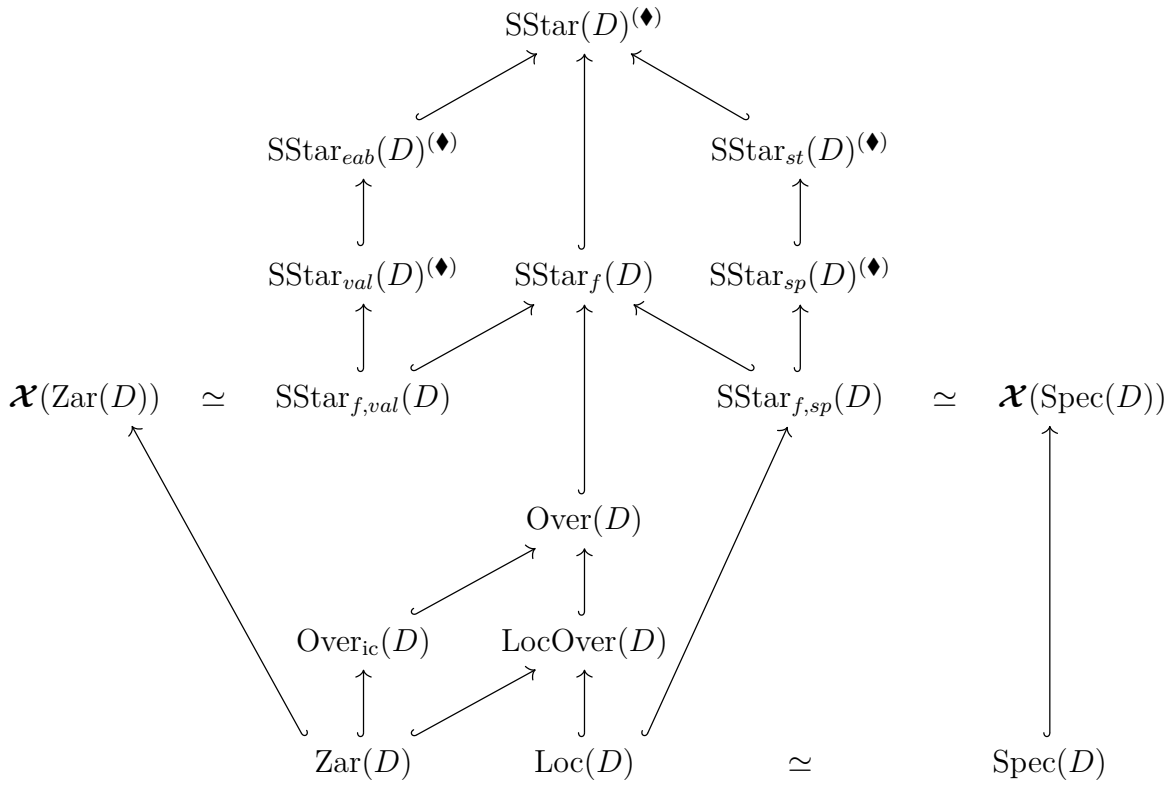 SStar(D)^(♦)
SStar_eab(D)^(♦) SStar_st(D)^(♦)
SStar_val(D)^(♦) SStar_f(D) SStar_sp(D)^(♦)
𝓧(Zar(D)) ≃ SStar_f,val(D) SStar_f,sp(D) ≃ 𝓧(Spec(D))
Over(D)
Over_ic(D) LocOver(D)
Zar(D) Loc(D) ≃ Spec(D)